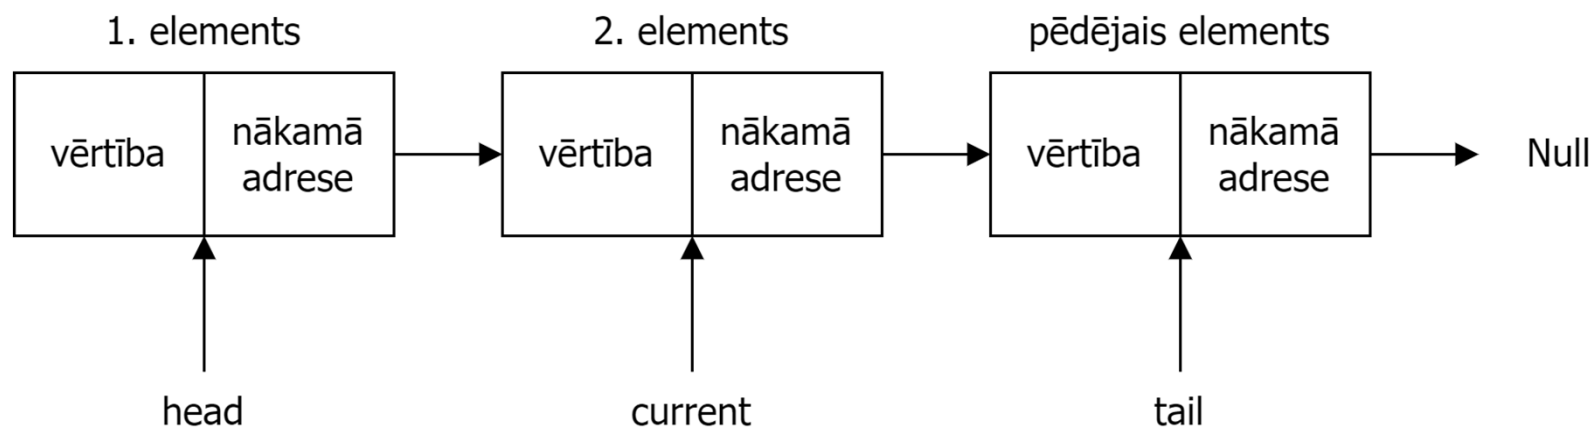 1. elements
2. elements
pēdējais elements
vērtība
nākamā
adrese
vērtība
nākamā
adrese
vērtība
nākamā
adrese
Null
head
current
tail